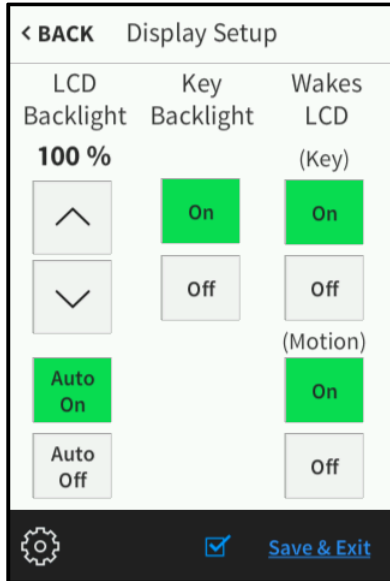 < BACK Display Setup
LCD
Backlight
Key
Backlight
Wakes
LCD
100 %
(Key)
On
On
Off
Off
(Motion)
Auto
On
On
Auto
Off
Off
Save & Exit